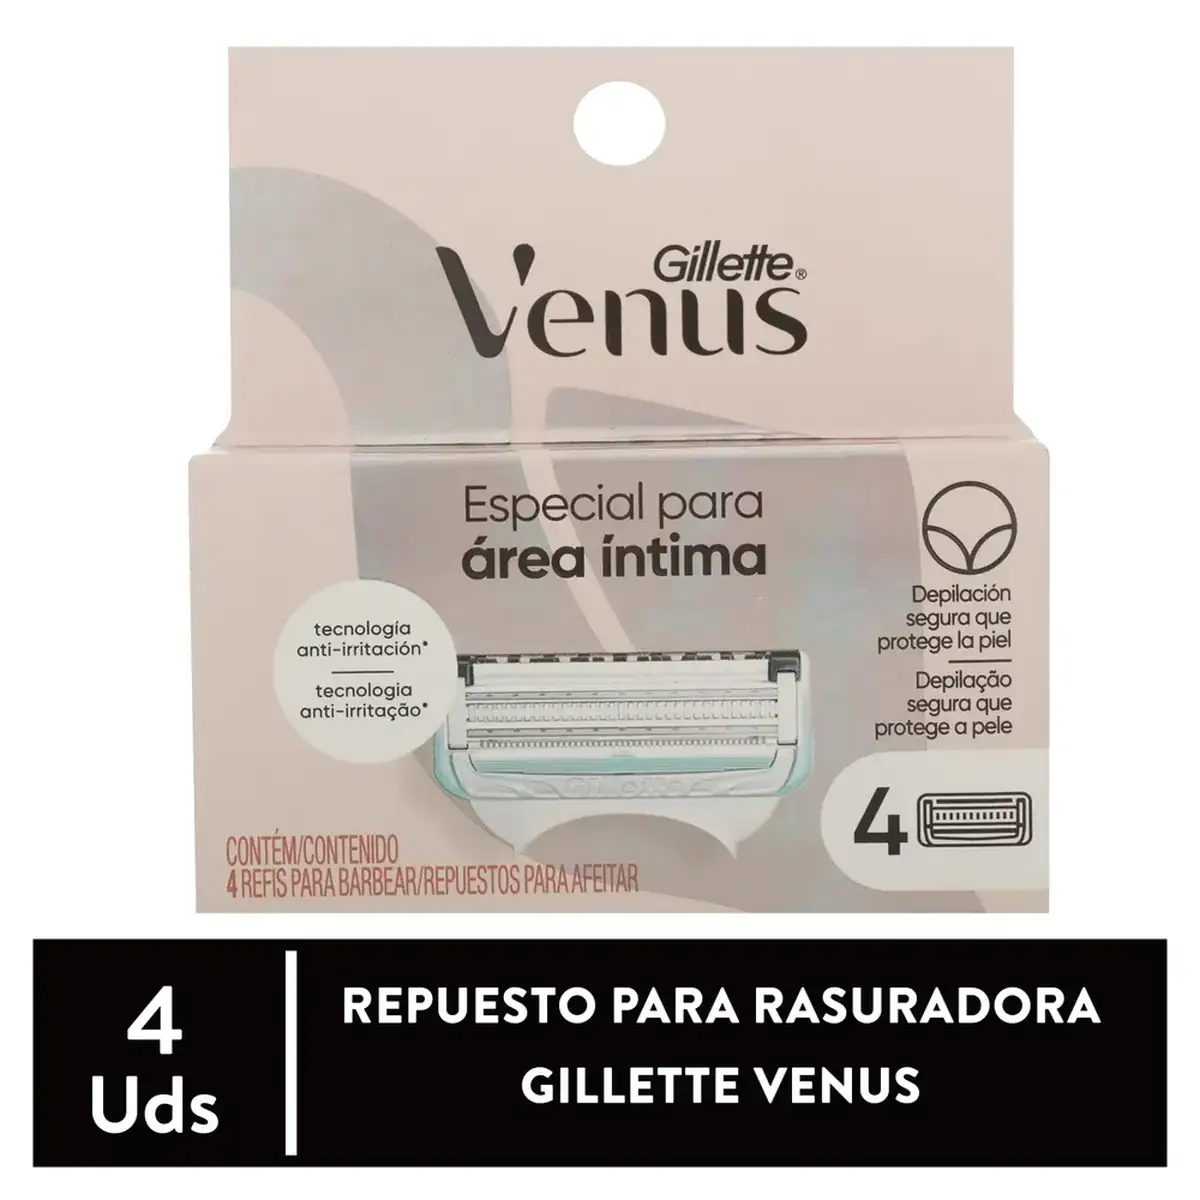 Gillette®
Venus
Especial para
área íntima
tecnología
anti-irritación*
tecnologia
anti-irritação*
Depilación
segura que
protege la piel
Depilação
segura que
protege a pele
Gillette
4
CONTÉM/CONTENIDO
4 REFIS PARA BARBEAR/REPUESTOS PARA AFEITAR
4
Uds
REPUESTO PARA RASURADORA
GILLETTE VENUS